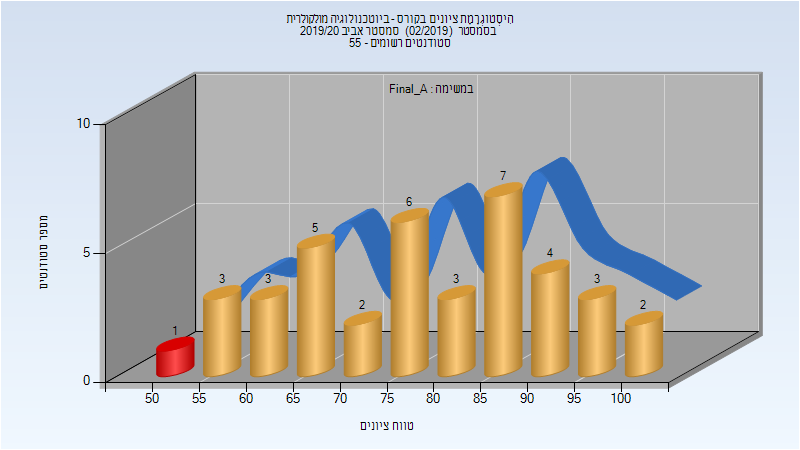 היסטוגרמת ציונים בקורס - ביוטכנולוגיה מולקולרית
בסמסטר (02/2019) סמסטר אביב 2019/20
סטודנטים רשומים - 55
במשימה : Final_A
מספר סטודנטים
10
5
0
1
3
3
5
2
6
3
7
4
3
2
50 55 60 65 70 75 80 85 90 95 100
טווח ציונים